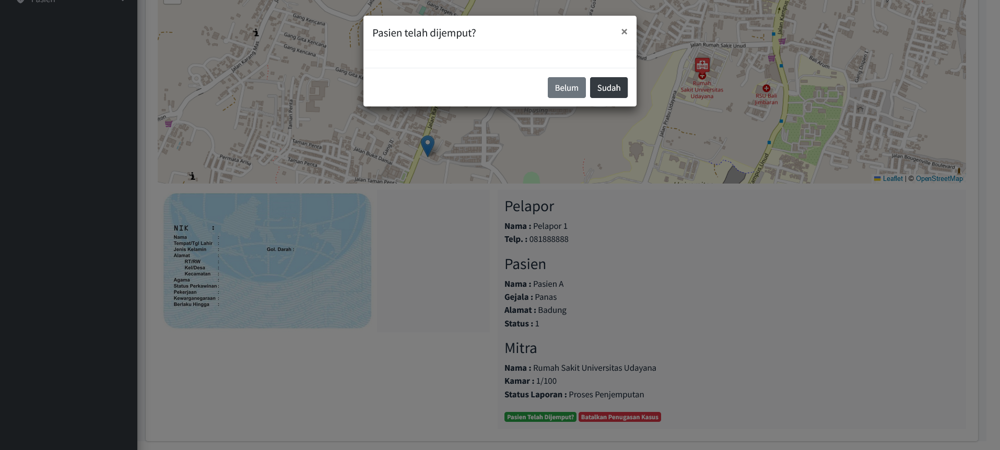 Pasien
Gang Kencana
Gang Tegeh S
Jalan Kampus
Pasien telah dijemput?
×
Gang Gita Kencana
Gang Kencana
Jalan Karang Mas
Gang Gita Ke
Jalan Rumah Sakit Unud
Unud
Bali Arum
Gang Dispen I
Belum
Sudah
Rumah
Sakit Universitas
Udayana
RSU Bali
Jimbaran
Taman Penta
Jalan Ray
Housing
Jalan Prabu Udayana
Taman Penta
Gang II
Jalan Bukit Damai
Permata Arisa
Taman Penta
Jalan Taman Penta
Jalan Bougenville Boulevard
ampus Unud
Leaflet | © OpenStreetMap
NIK :
Nama :
Tempat/Tgl Lahir :
Jenis Kelamin : Gol. Darah :
Alamat :
RT/RW :
Kel/Desa :
Kecamatan :
Agama :
Status Perkawinan :
Pekerjaan :
Kewarganegaraan :
Berlaku Hingga :
Pelapor
Nama : Pelapor 1
Telp. : 081888888
Pasien
Nama : Pasien A
Gejala : Panas
Alamat : Badung
Status : 1
Mitra
Nama : Rumah Sakit Universitas Udayana
Kamar : 1/100
Status Laporan : Proses Penjemputan
Pasien Telah Dijemput? Batalkan Penugasan Kasus